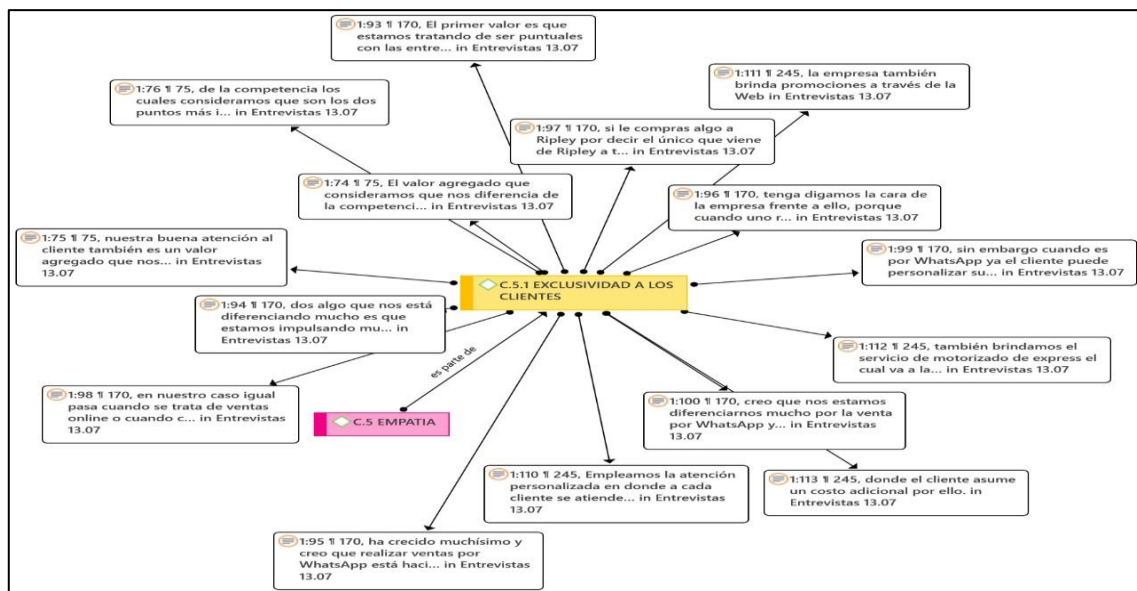 1:93 ¶ 170, El primer valor es que
estamos tratando de ser puntuales
con las entre... in Entrevistas 13.07
1:111 ¶ 245, la empresa también
brinda promociones a través de la
Web in Entrevistas 13.07
1:76 ¶ 75, de la competencia los
cuales consideramos que son los dos
puntos más i... in Entrevistas 13.07
1:97 ¶ 170, si le compras algo a
Ripley por decir el único que viene
de Ripley a t... in Entrevistas 13.07
1:74 ¶ 75, El valor agregado que
consideramos que nos diferencia de
la competenci... in Entrevistas
13.07
1:96 ¶ 170, tenga digamos la cara de
la empresa frente a ello, porque
cuando uno r... in Entrevistas
13.07
1:75 ¶ 75, nuestra buena atención al
cliente también es un valor
agregado que nos... in Entrevistas
13.07
1:99 ¶ 170, sin embargo cuando es
por WhatsApp ya el cliente puede
personalizar su... in Entrevistas
13.07
C.5.1 EXCLUSIVIDAD A LOS
CLIENTES
1:94 ¶ 170, dos algo que nos está
diferenciando mucho es que
estamos impulsando mu... in
Entrevistas 13.07
1:112 ¶ 245, también brindamos el
servicio de motorizado de express el
cual va a la... in Entrevistas
13.07
es parte de
1:98 ¶ 170, en nuestro caso igual
pasa cuando se trata de ventas
online o cuando c... in Entrevistas
13.07
C.5 EMPATIA
1:100 ¶ 170, creo que nos estamos
diferenciarnos mucho por la venta
por WhatsApp y... in Entrevistas
13.07
1:110 ¶ 245, Empleamos la atención
personalizada en donde a cada
cliente se atiende... in Entrevistas
13.07
1:113 ¶ 245, donde el cliente asume
un costo adicional por ello. in
Entrevistas 13.07
1:95 ¶ 170, ha crecido muchísimo y
creo que realizar ventas por
WhatsApp está haci... in Entrevistas
13.07